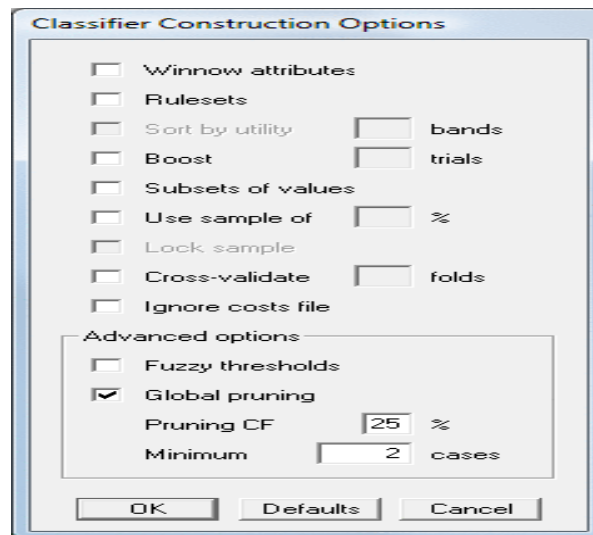 Classifier Construction Options
Winnow attributes
Rulesets
Sort by utility bands
Boost trials
Subsets of values
Use sample of %
Lock sample
Cross-validate folds
Ignore costs file
Advanced options
Fuzzy thresholds
Global pruning
Pruning CF 25 %
Minimum 2 cases
OK Defaults Cancel